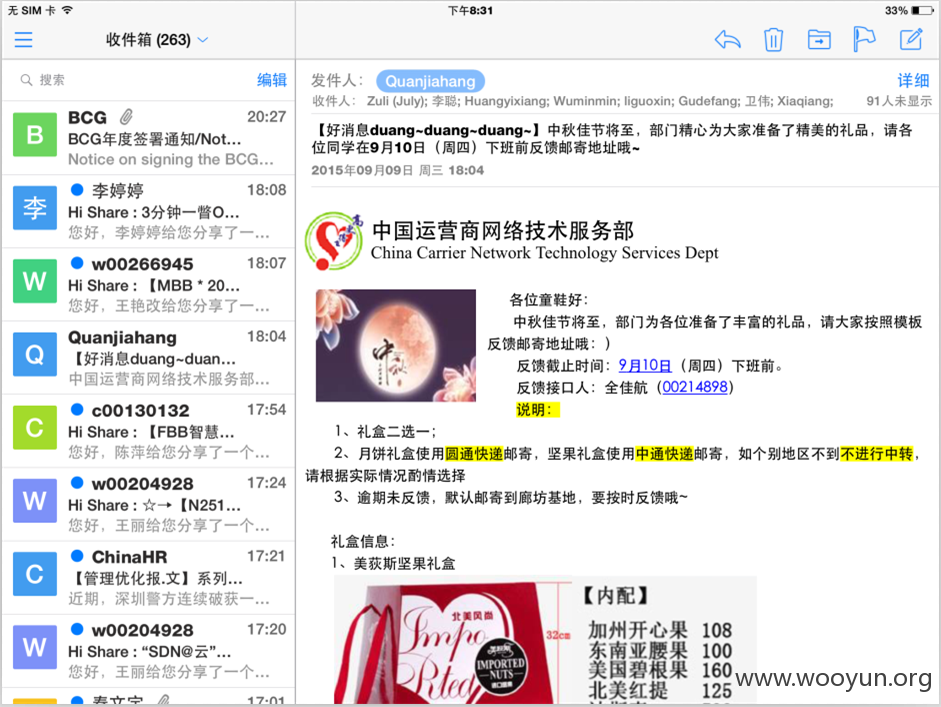 无 SIM 卡
下午8:31
33%
收件箱 (263)
搜索
编辑
B
BCG
20:27
BCG年度签署通知/Not...
Notice on signing the BCG...
李
李婷婷
18:08
Hi Share : 3分钟一瞥O...
您好，李婷婷给您分享了一...
W
w00266945
18:07
Hi Share : 【MBB * 20...
您好，王艳改给您分享了一...
Q
Quanjiahang
18:04
【好消息duang~duan...
中国运营商网络技术服务部...
C
c00130132
17:54
Hi Share : 【FBB智慧...
您好，陈萍给您分享了一个...
W
w00204928
17:24
Hi Share : ☆→【N251...
您好，王丽给您分享了一个...
C
ChinaHR
17:21
【管理优化报.文】系列...
近期，深圳警方连续破获一...
W
w00204928
17:20
Hi Share : “SDN@云”...
您好，王丽给您分享了一个...
17:01
发件人： Quanjiahang
详细
收件人： Zuli (July); 李聪; Huangyixiang; Wuminmin; liguoxin; Gudefang; 卫伟; Xiaqiang; 91人未显示
【好消息duang~duang~duang~】中秋佳节将至，部门精心为大家准备了精美的礼品，请各
位同学在9月10日（周四）下班前反馈邮寄地址哦~
2015年09月09日 周三 18:04
中国运营商网络技术服务部
China Carrier Network Technology Services Dept
中秋
各位童鞋好：
中秋佳节将至，部门为各位准备了丰富的礼品，请大家按照模板
反馈邮寄地址哦：）
反馈截止时间：9月10日（周四）下班前。
反馈接口人：全佳航（00214898）
说明：
1、礼盒二选一；
2、月饼礼盒使用圆通快递邮寄，坚果礼盒使用中通快递邮寄，如个别地区不到不进行中转，
请根据实际情况酌情选择
3、逾期未反馈，默认邮寄到廊坊基地，要按时反馈哦~
礼盒信息：
1、美荻斯坚果礼盒
北美风尚
Impo
Rted
IMPORTED
NUTS
32cm
【内配】
加州开心果 108
东南亚腰果 100
美国碧根果 160
北美红提 125
www.wooyun.org